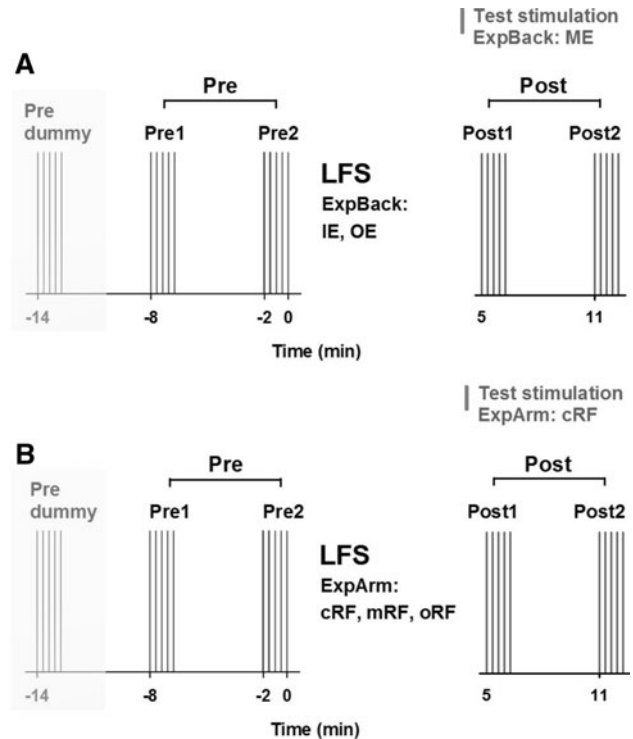 Test stimulation
ExpBack: ME
A
Pre
Post
Pre
dummy
Pre1
Pre2
Post1
Post2
LFS
ExpBack:
IE, OE
-14
-8
-2
0
5
11
Time (min)
Test stimulation
ExpArm: cRF
B
Pre
Post
Pre
dummy
Pre1
Pre2
Post1
Post2
LFS
ExpArm:
cRF, mRF, oRF
-14
-8
-2
0
5
11
Time (min)